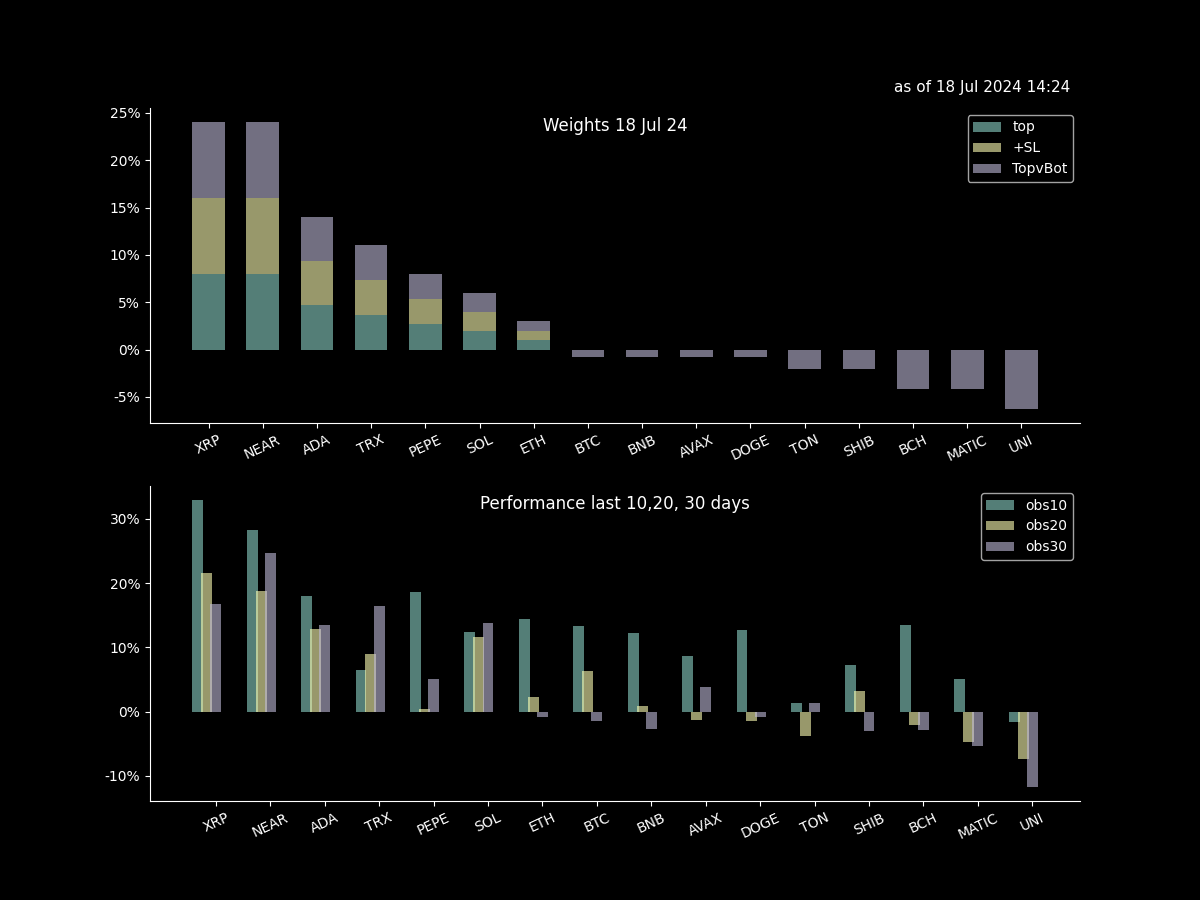 as of 18 Jul 2024 14:24
Weights 18 Jul 24
top
+SL
TopvBot
25%
20%
15%
10%
5%
0%
-5%
XRP NEAR ADA TRX PEPE SOL ETH BTC BNB AVAX DOGE TON SHIB BCH MATIC UNI
Performance last 10,20, 30 days
obs10
obs20
obs30
30%
20%
10%
0%
-10%
XRP NEAR ADA TRX PEPE SOL ETH BTC BNB AVAX DOGE TON SHIB BCH MATIC UNI